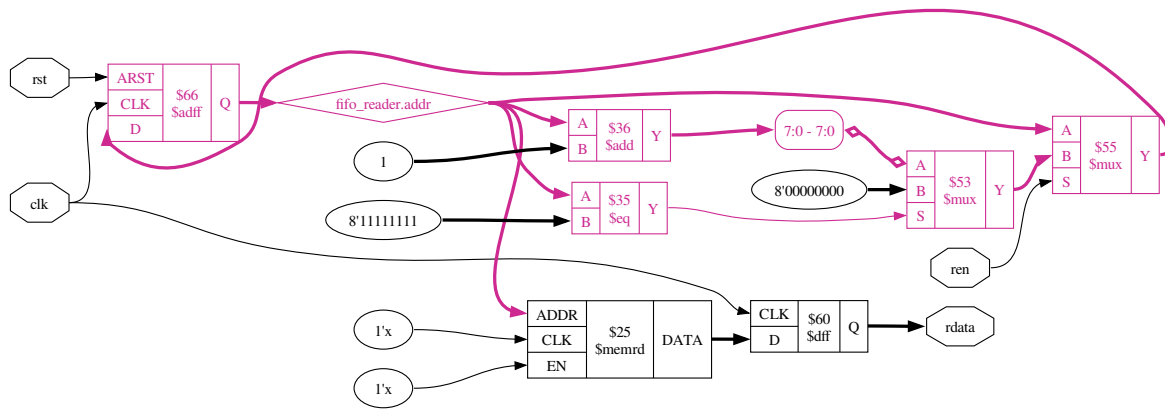 rst
clk
ARST
CLK
D
$66
$adff
Q
fifo_reader.addr
1
8'11111111
A
B
$36
$add
Y
A
B
$35
$eq
Y
7:0 - 7:0
8'00000000
A
B
S
$53
$mux
Y
A
B
S
$55
$mux
Y
ren
1'x
1'x
ADDR
CLK
EN
$25
$memrd
DATA
CLK
D
$60
$dff
Q
rdata